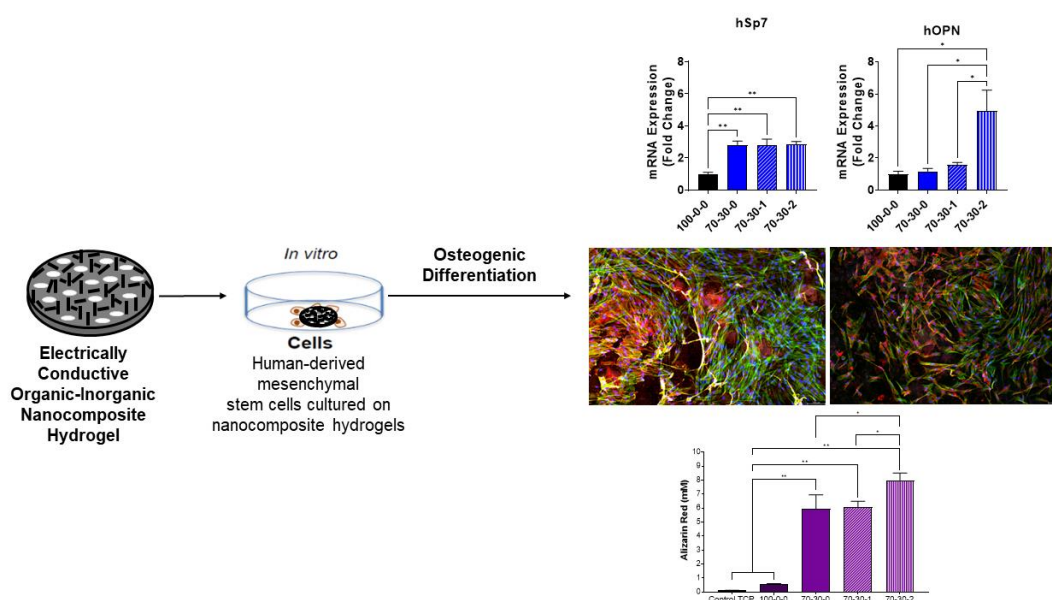 hSp7
mRNA Expression
(Fold Change)
8
6
4
2
0
**
**
**
100-0-0
70-30-0
70-30-1
70-30-2
hOPN
mRNA Expression
(Fold Change)
8
6
4
2
0
*
*
*
100-0-0
70-30-0
70-30-1
70-30-2
Electrically
Conductive
Organic-Inorganic
Nanocomposite
Hydrogel
In vitro
Cells
Human-derived
mesenchymal
stem cells cultured on
nanocomposite hydrogels
Osteogenic
Differentiation
Alizarin Red (mM)
10
9
8
7
6
5
4
3
2
1
0
*
*
**
**
**
Control TCP
100-0-0
70-30-0
70-30-1
70-30-2